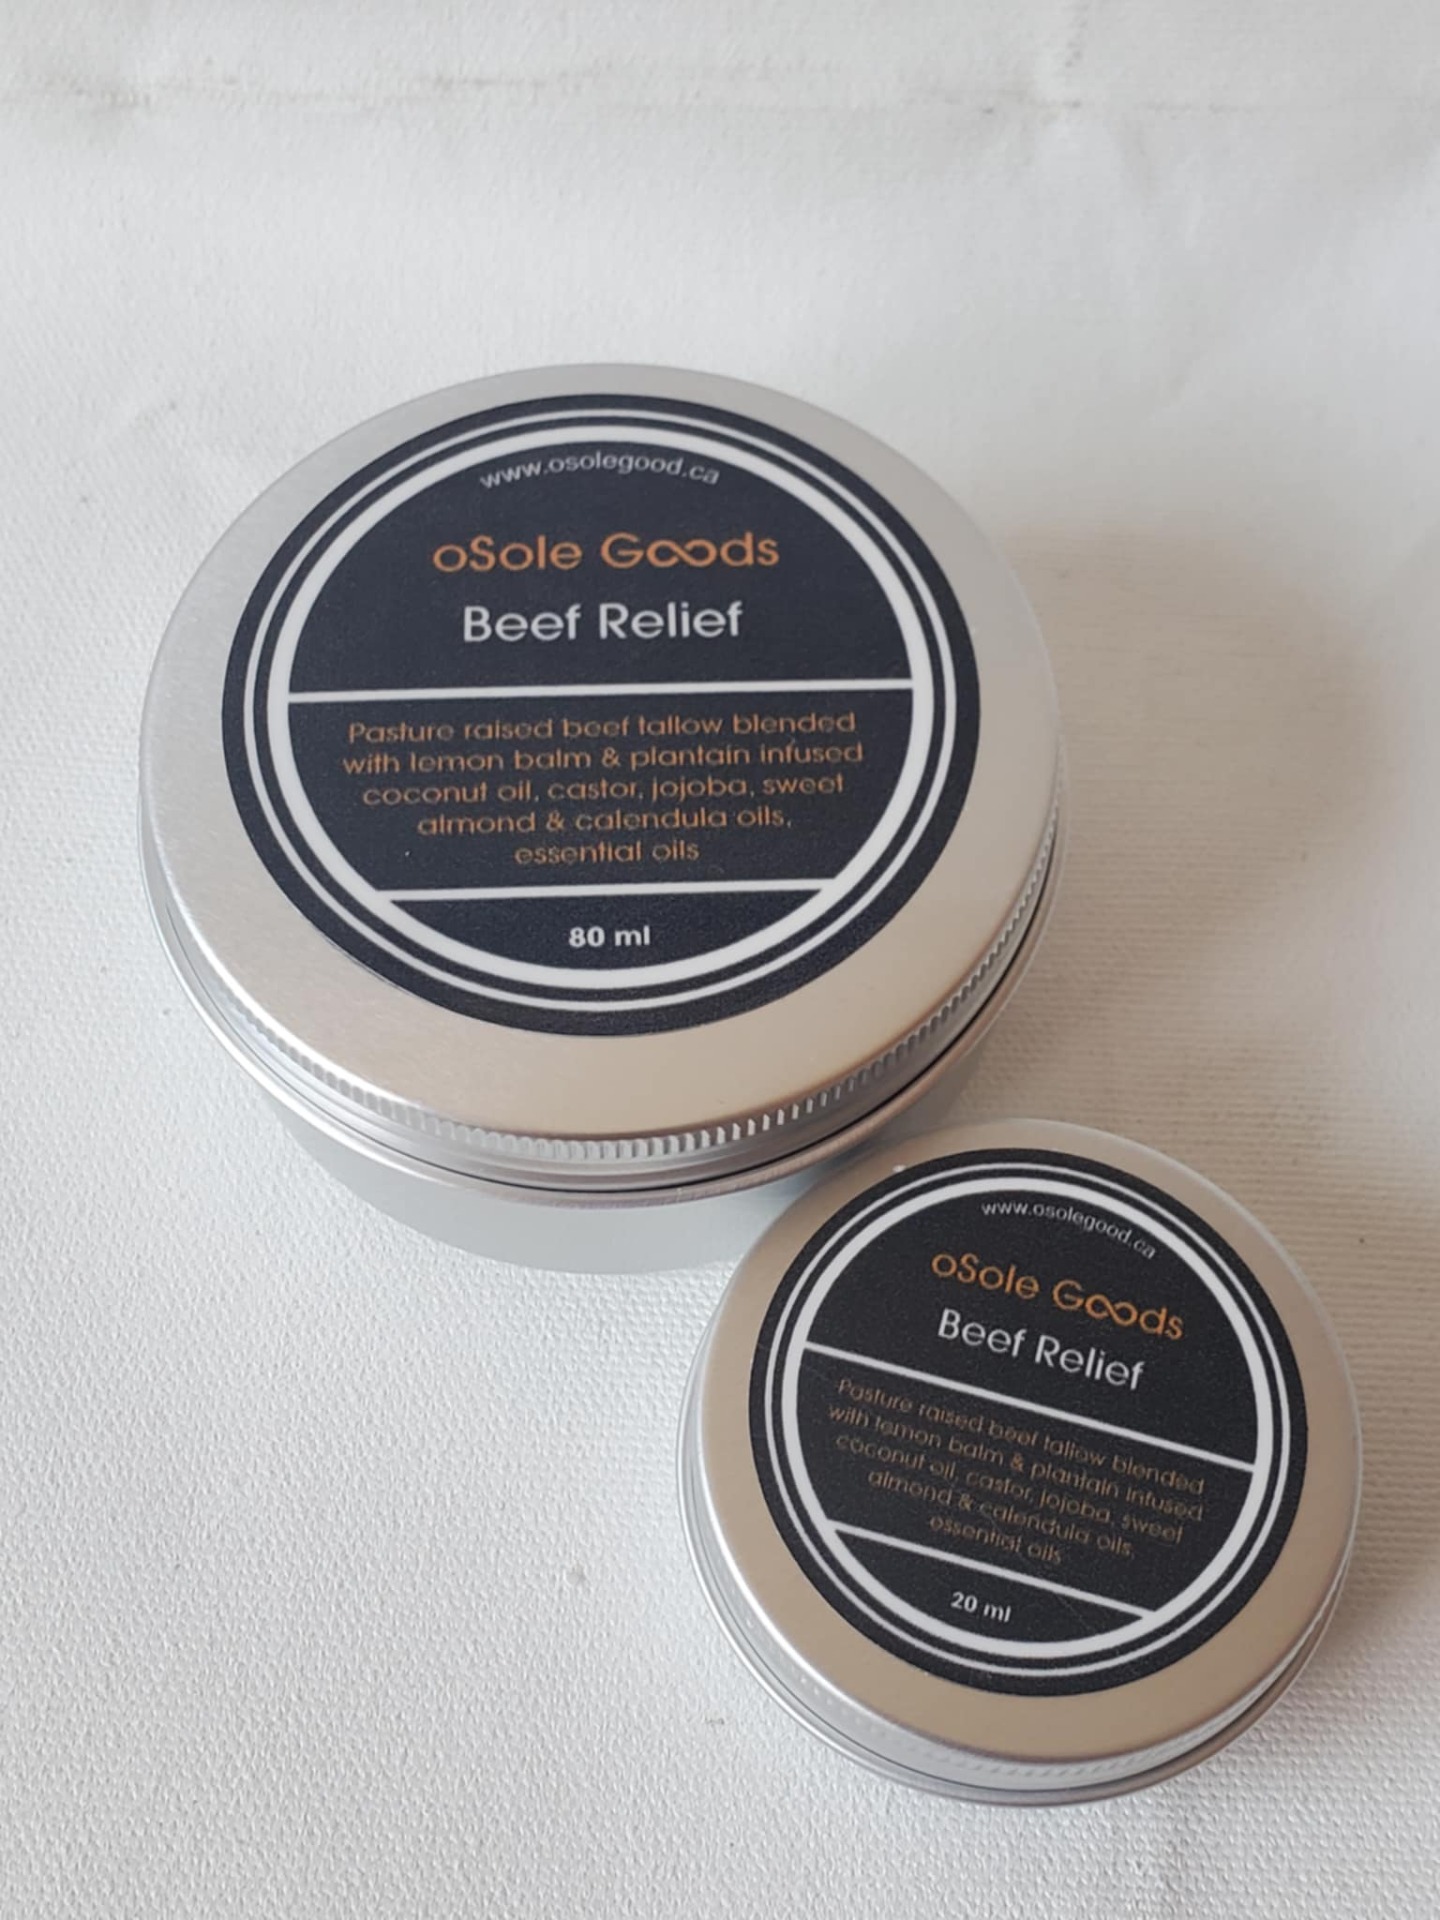 www.osolegood.ca
oSole Goods
Beef Relief
Pasture raised beef tallow blended
with lemon balm & plantain infused
coconut oil, castor, jojoba, sweet
almond & calendula oils,
essential oils
80 ml
www.osolegood.ca
oSole Goods
Beef Relief
Pasture raised beef tallow blended
with lemon balm & plantain infused
coconut oil, castor, jojoba, sweet
almond & calendula oils,
essential oils
20 ml